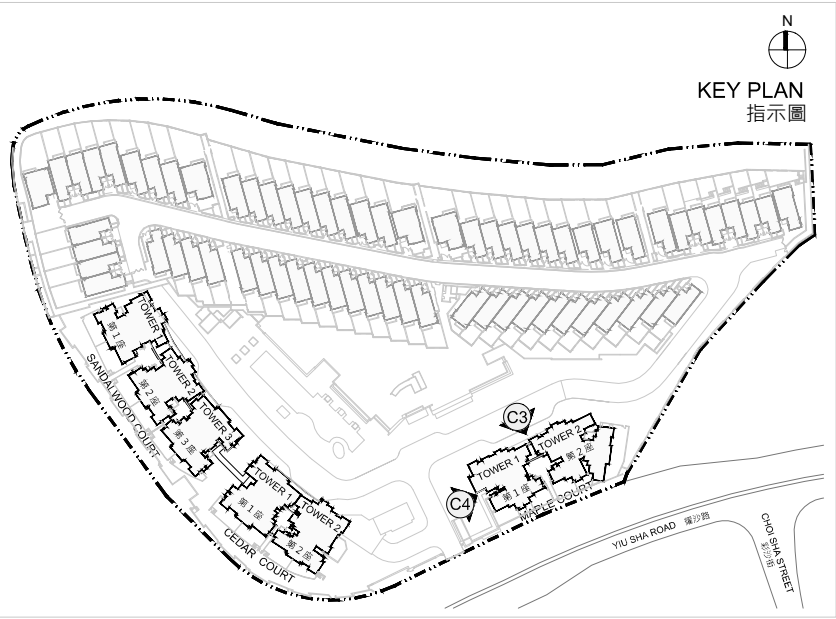 N
KEY PLAN
指示圖
TOWER
第1座
TOWER 2
第2座
SANDALWOOD COURT
TOWER 3
第3座
TOWER 1
第1座
TOWER 2
第2座
CEDAR COURT
C3
C4
TOWER 1
第1座
TOWER 2
第2座
MAPLE COURT
YIU SHA ROAD 耀沙路
CHOI SHA STREET
彩沙街